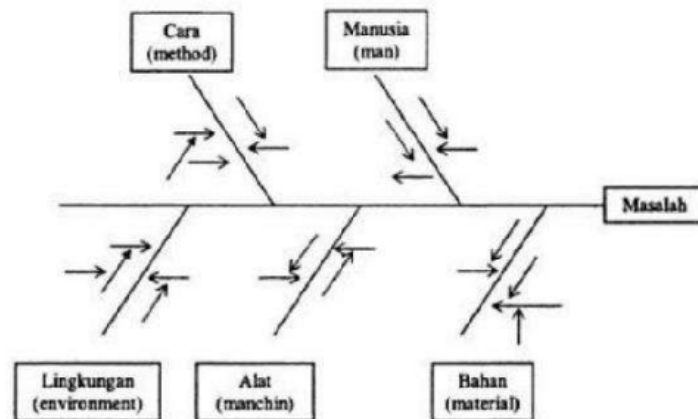 Cara
(method)
Manusia
(man)
Masalah
Lingkungan
(environment)
Alat
(manchin)
Bahan
(material)